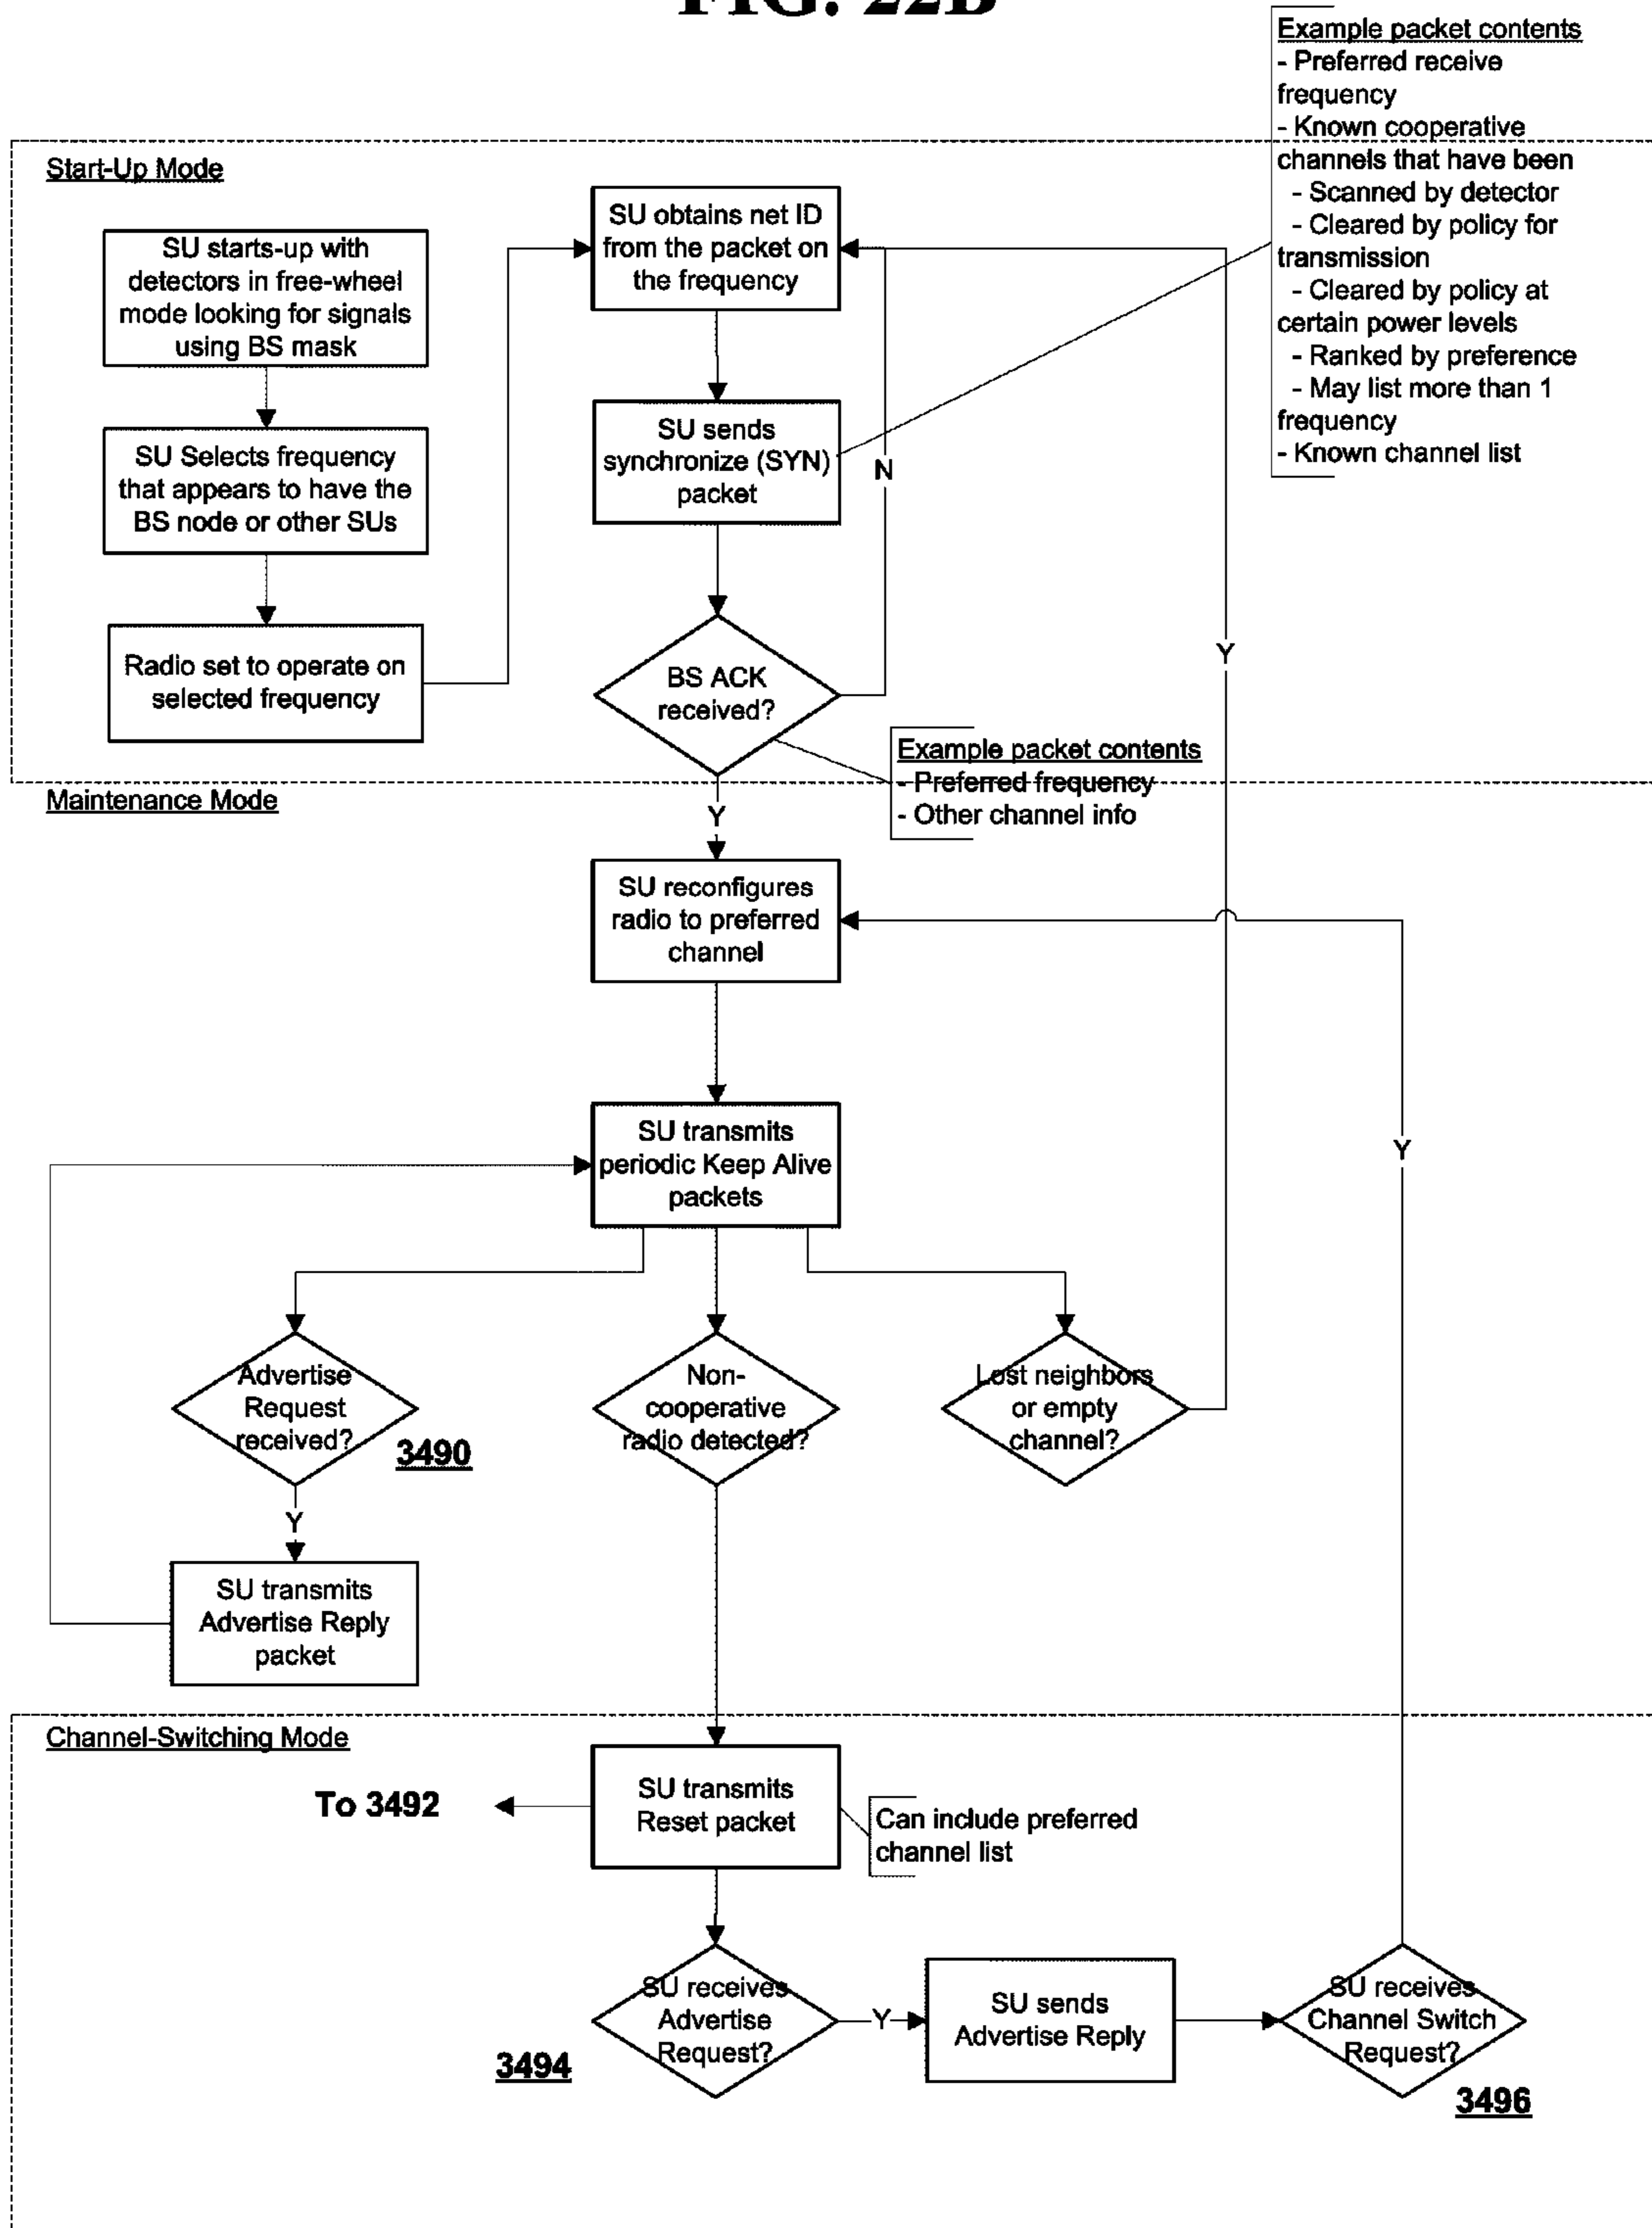 FIG. 22B
Example packet contents
- Preferred receive
frequency
- Known cooperative
channels that have been
- Scanned by detector
- Cleared by policy for
transmission
- Cleared by policy at
certain power levels
- Ranked by preference
- May list more than 1
frequency
- Known channel list
Start-Up Mode
SU starts-up with
detectors in free-wheel
mode looking for signals
using BS mask
SU Selects frequency
that appears to have the
BS node or other SUs
Radio set to operate on
selected frequency
SU obtains net ID
from the packet on
the frequency
SU sends
synchronize (SYN)
packet
N
BS ACK
received?
Y
Example packet contents
- Preferred frequency
- Other channel info
Maintenance Mode
Y
SU reconfigures
radio to preferred
channel
SU transmits
periodic Keep Alive
packets
Y
Advertise
Request
received?
3490
Non-
cooperative
radio detected?
Lost neighbors
or empty
channel?
Y
SU transmits
Advertise Reply
packet
Channel-Switching Mode
To 3492
SU transmits
Reset packet
Can include preferred
channel list
SU receives
Advertise
Request?
3494
Y
SU sends
Advertise Reply
SU receives
Channel Switch
Request?
3496